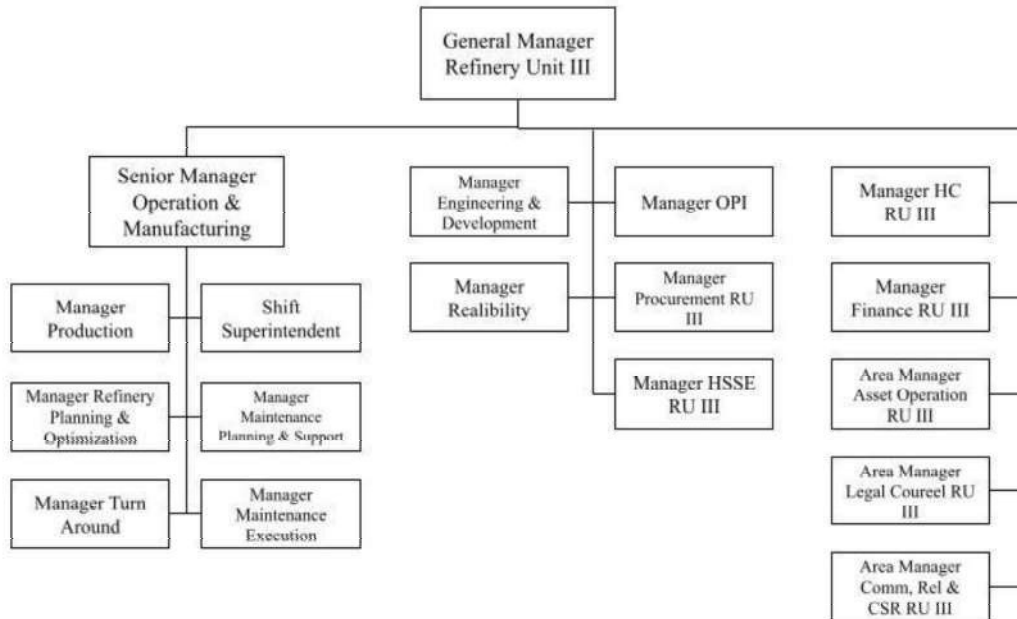 General Manager
Refinery Unit III
Senior Manager
Operation &
Manufacturing
Manager
Production
Shift
Superintendent
Manager Refinery
Planning &
Optimization
Manager
Maintenance
Planning & Support
Manager Turn
Around
Manager
Maintenance
Execution
Manager
Engineering &
Development
Manager OPI
Manager
Realibility
Manager
Procurement RU
III
Manager HSSE
RU III
Manager HC
RU III
Manager
Finance RU III
Area Manager
Asset Operation
RU III
Area Manager
Legal Coureel RU
III
Area Manager
Comm, Rel &
CSR RU III